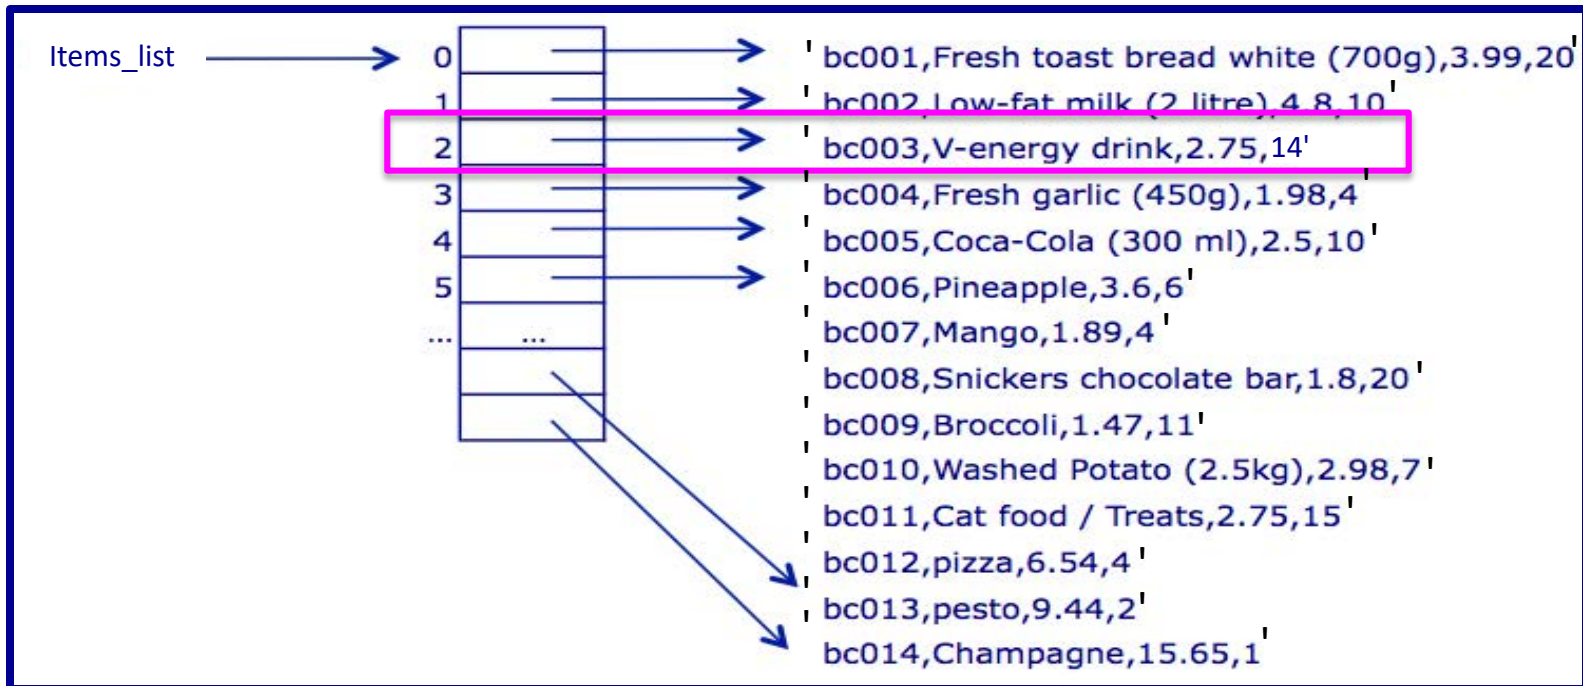 Items_list
0 ' bc001,Fresh toast bread white (700g),3.99,20'
1 ' bc002,Low-fat milk (2 litre),4.8,10'
2 ' bc003,V-energy drink,2.75,14'
3 ' bc004,Fresh garlic (450g),1.98,4'
4 ' bc005,Coca-Cola (300 ml),2.5,10'
5 ' bc006,Pineapple,3.6,6'
... ... ' bc007,Mango,1.89,4'
' bc008,Snickers chocolate bar,1.8,20'
' bc009,Broccoli,1.47,11'
' bc010,Washed Potato (2.5kg),2.98,7'
' bc011,Cat food / Treats,2.75,15'
' bc012,pizza,6.54,4'
' bc013,pesto,9.44,2'
' bc014,Champagne,15.65,1'